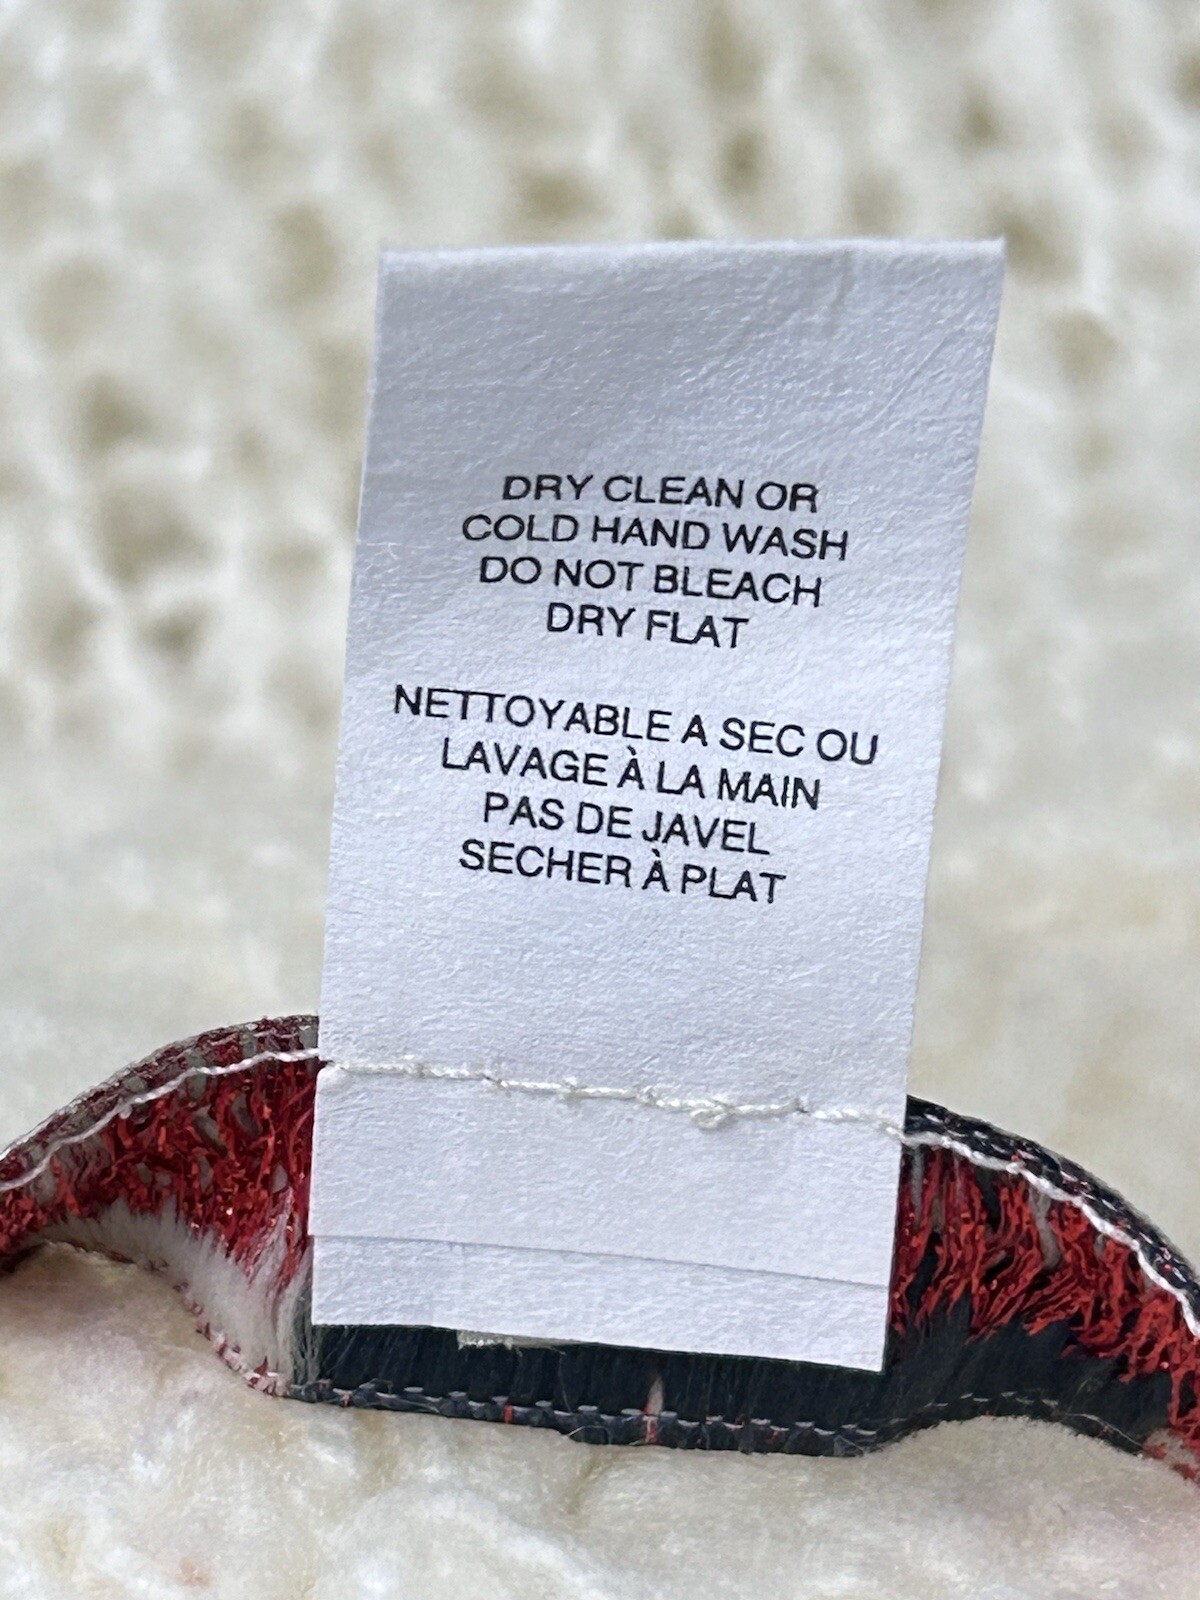 DRY CLEAN OR
COLD HAND WASH
DO NOT BLEACH
DRY FLAT
NETTOYABLE A SEC OU
LAVAGE À LA MAIN
PAS DE JAVEL
SECHER À PLAT